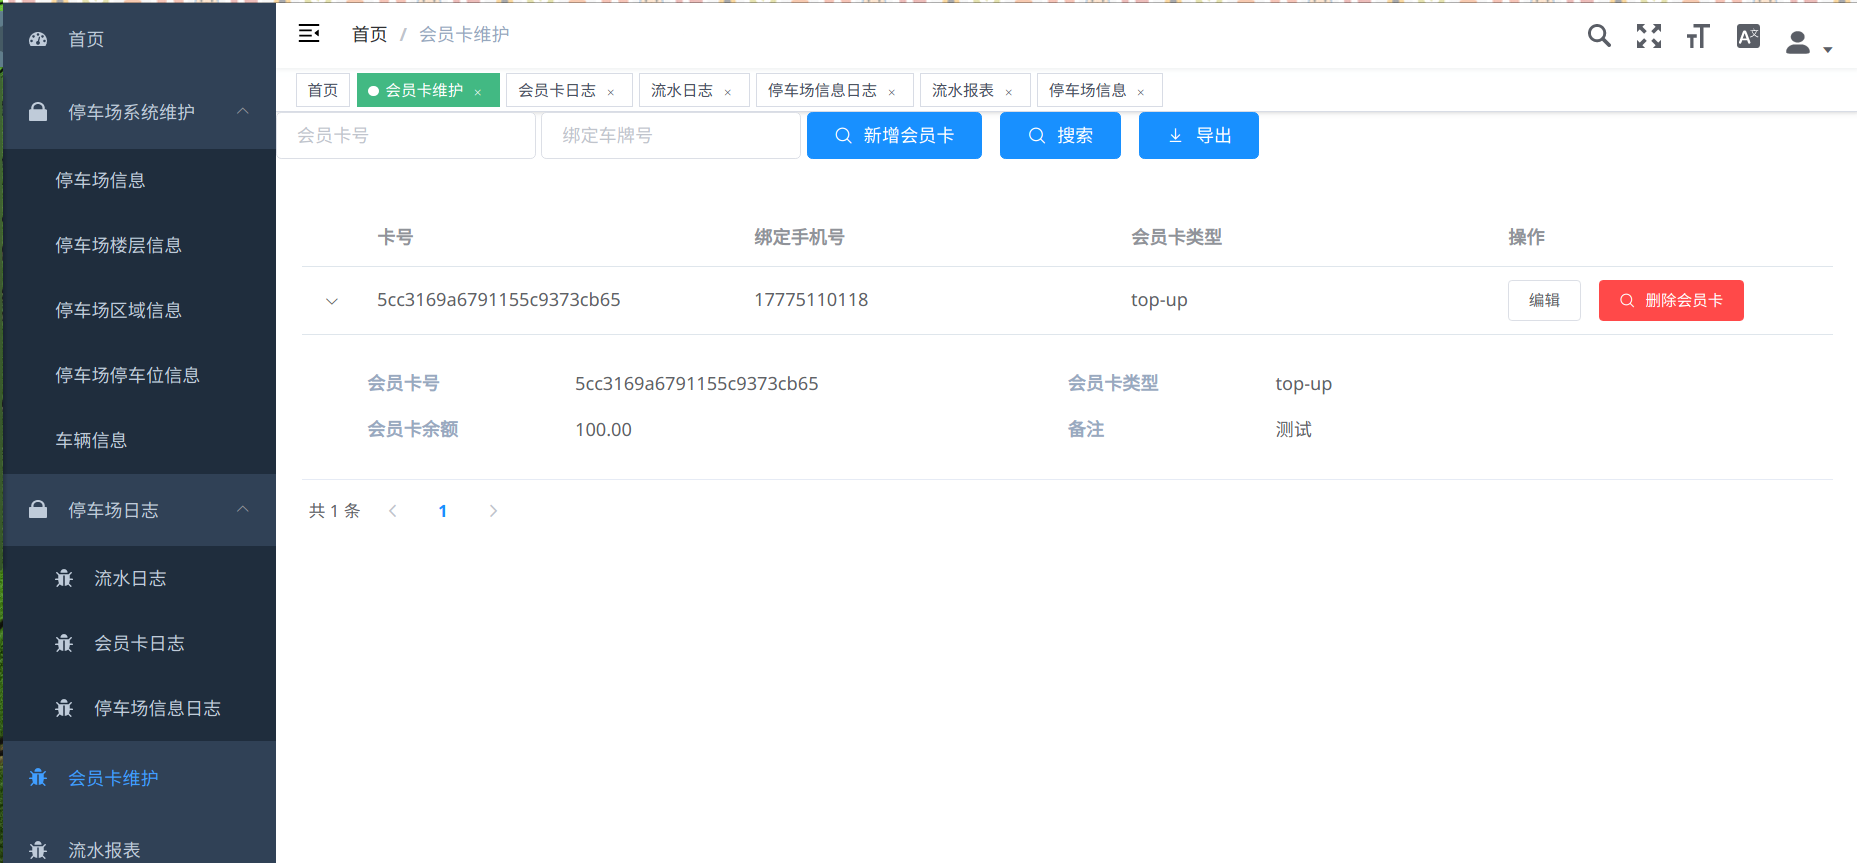 首页
停车场系统维护
停车场信息
停车场楼层信息
停车场区域信息
停车场停车位信息
车辆信息
停车场日志
流水日志
会员卡日志
停车场信息日志
会员卡维护
流水报表
首页 / 会员卡维护
首页 会员卡维护 × 会员卡日志 × 流水日志 × 停车场信息日志 × 流水报表 × 停车场信息 ×
会员卡号 绑定车牌号 新增会员卡 搜索 导出
卡号 绑定手机号 会员卡类型 操作
5cc3169a6791155c9373cb65 17775110118 top-up 编辑 删除会员卡
会员卡号 5cc3169a6791155c9373cb65 会员卡类型 top-up
会员卡余额 100.00 备注 测试
共 1 条 1